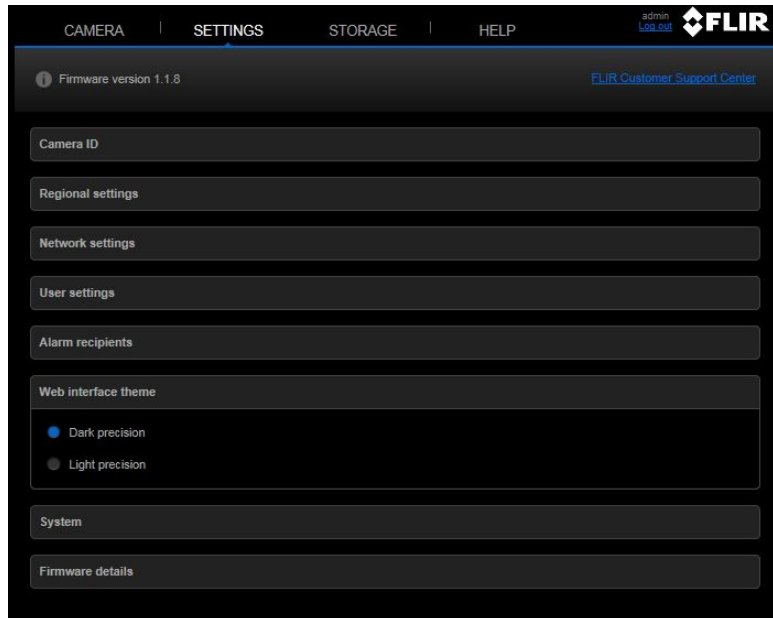 CAMERA | SETTINGS STORAGE | HELP
admin
Log out
FLIR
Firmware version 1.1.8
FLIR Customer Support Center
Camera ID
Regional settings
Network settings
User settings
Alarm recipients
Web interface theme
Dark precision
Light precision
System
Firmware details